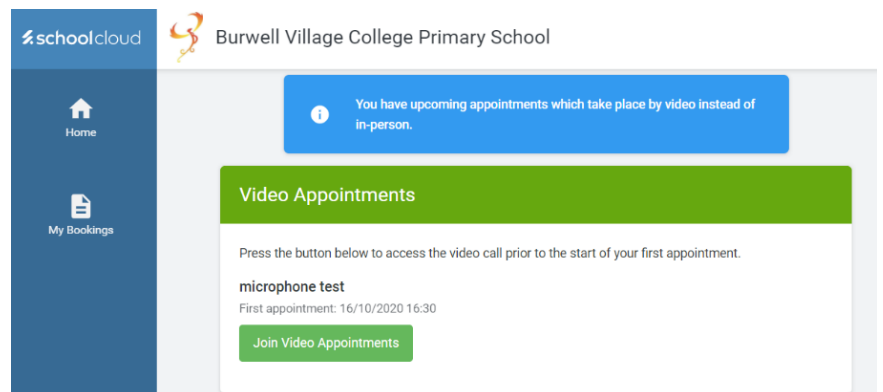 schoolcloud
Burwell Village College Primary School
Home
My Bookings
You have upcoming appointments which take place by video instead of
in-person.
Video Appointments
Press the button below to access the video call prior to the start of your first appointment.
microphone test
First appointment: 16/10/2020 16:30
Join Video Appointments